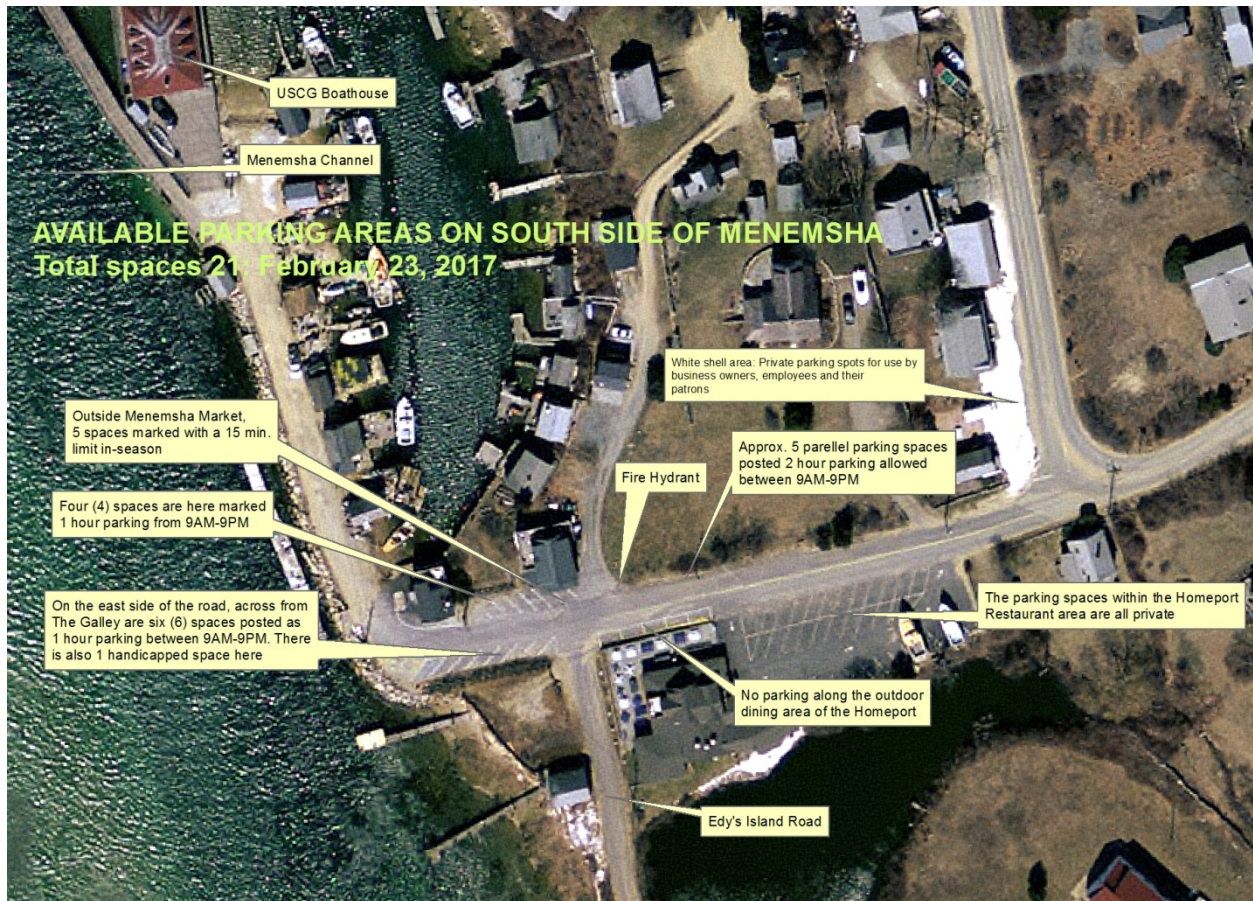 USCG Boathouse
Menemsha Channel
AVAILABLE PARKING AREAS ON SOUTH SIDE OF MENEMSHA
Total spaces 21: February 23, 2017
White shell area: Private parking spots for use by
business owners, employees and their
patrons
Outside Menemsha Market,
5 spaces marked with a 15 min.
limit in-season
Approx. 5 parellel parking spaces
posted 2 hour parking allowed
between 9AM-9PM
Fire Hydrant
Four (4) spaces are here marked
1 hour parking from 9AM-9PM
On the east side of the road, across from
The Galley are six (6) spaces posted as
1 hour parking between 9AM-9PM. There
is also 1 handicapped space here
The parking spaces within the Homeport
Restaurant area are all private
No parking along the outdoor
dining area of the Homeport
Edy's Island Road